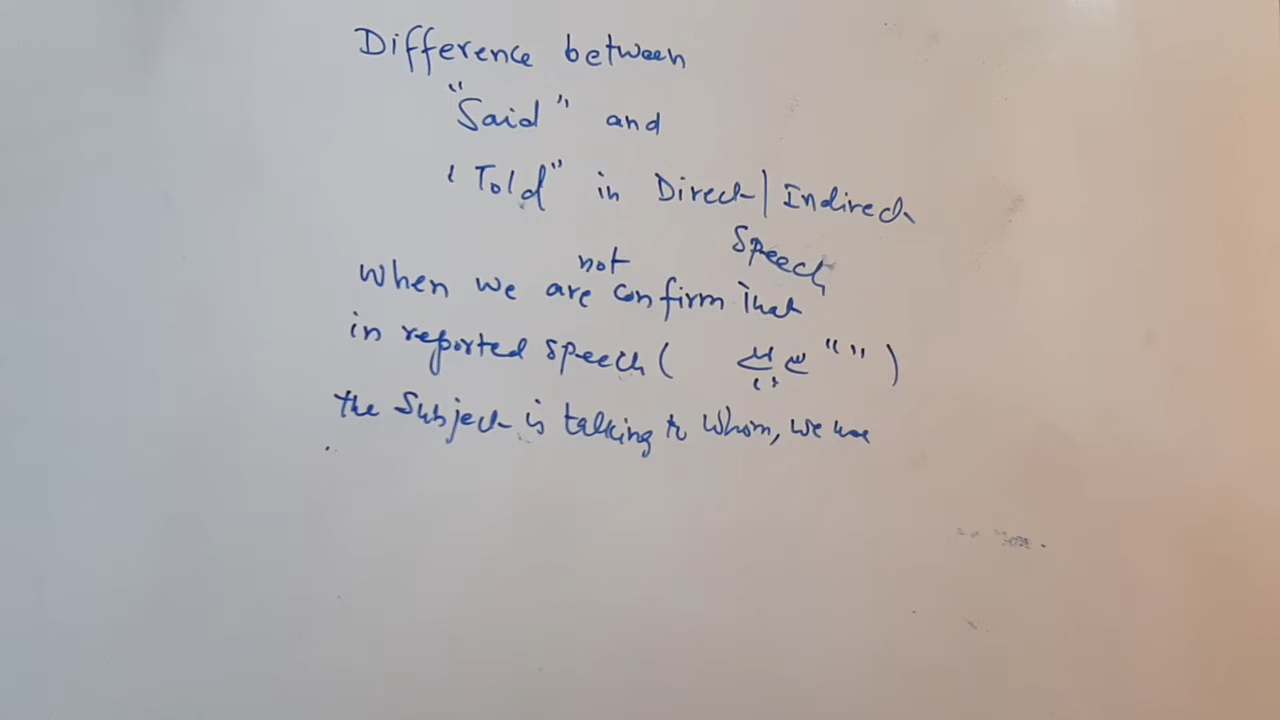 Difference between
"Said" and
' Told" in Direct/Indirect
Speech
not
When we are confirm that
in reported speech ( " " )
the Subject is talking to Whom, we use